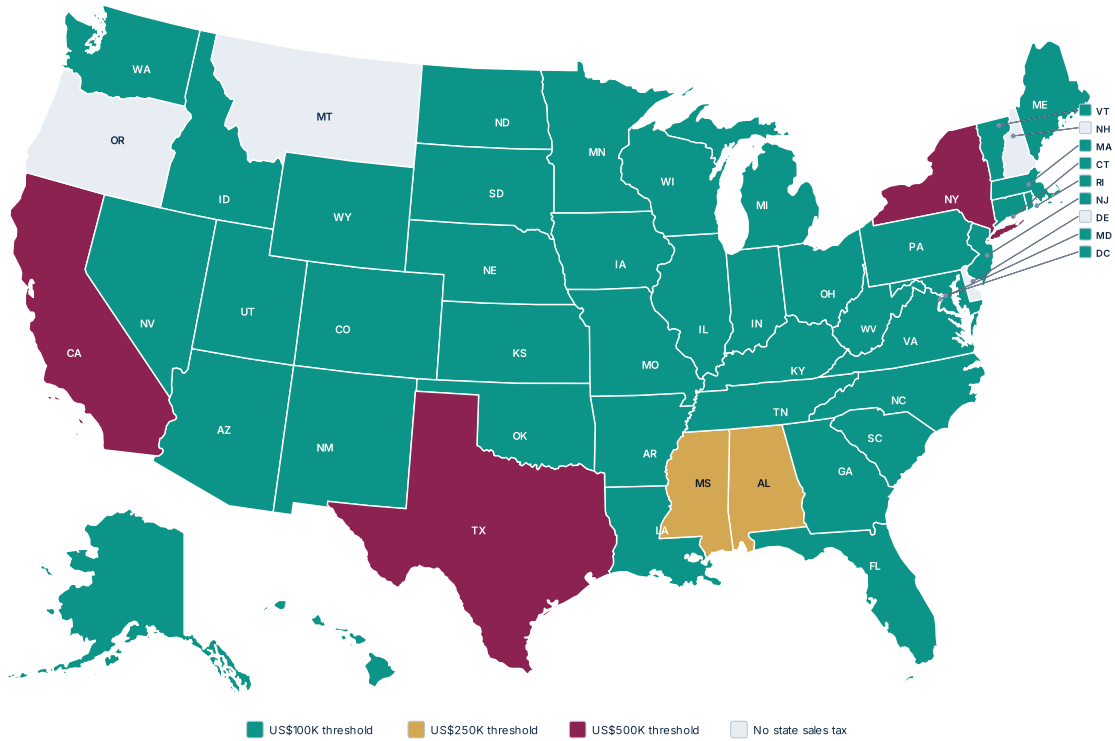 WA
ME
VT
MT
NH
ND
OR
MA
MN
CT
RI
WI
SD
ID
NY
NJ
MI
WY
DE
MD
PA
DC
IA
NE
OH
UT
NV
IN
WV
CO
IL
VA
CA
KS
MO
KY
NC
TN
AZ
OK
SC
NM
AR
GA
MS
AL
TX
LA
FL
US$100K threshold
US$250K threshold
US$500K threshold
No state sales tax